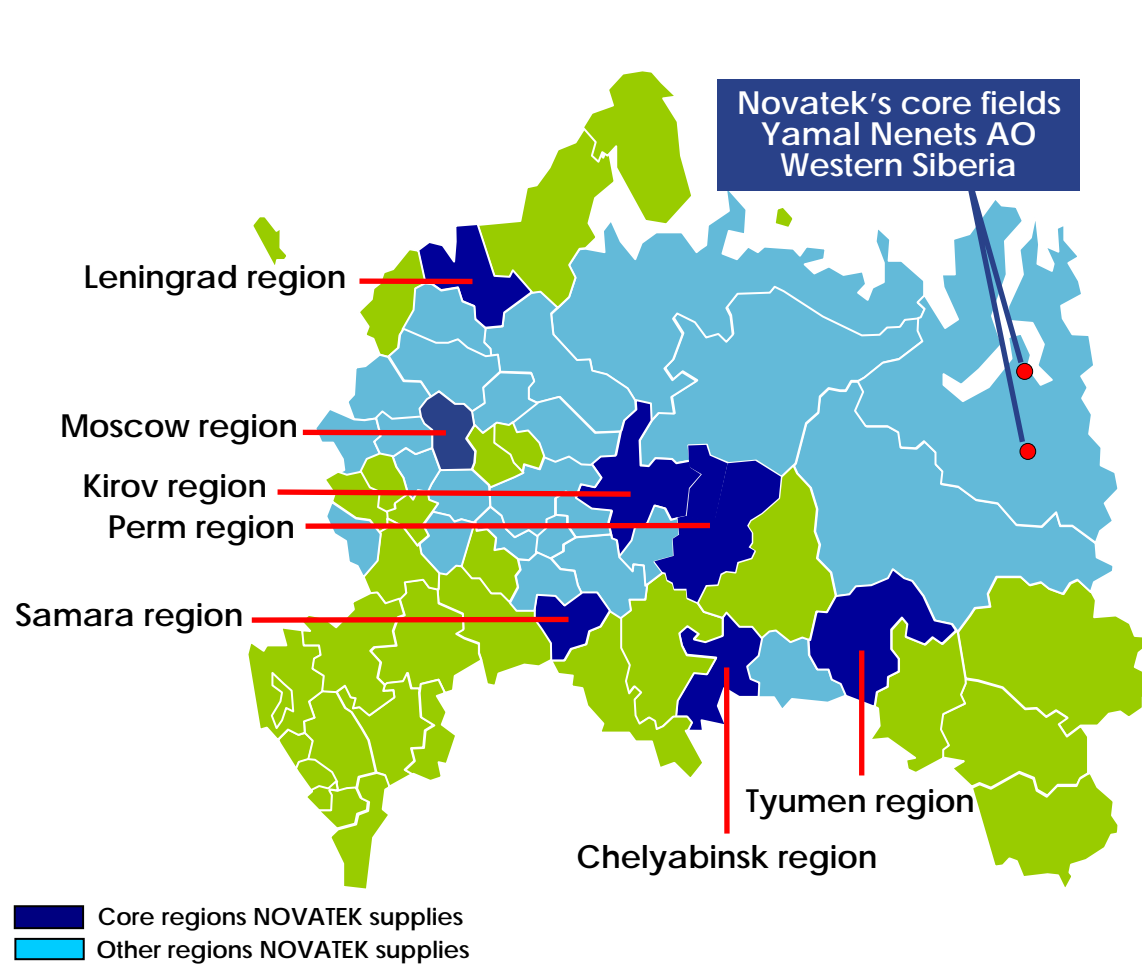 Novatek's core fields
Yamal Nenets AO
Western Siberia
Leningrad region
Moscow region
Kirov region
Perm region
Samara region
Tyumen region
Chelyabinsk region
Core regions NOVATEK supplies
Other regions NOVATEK supplies